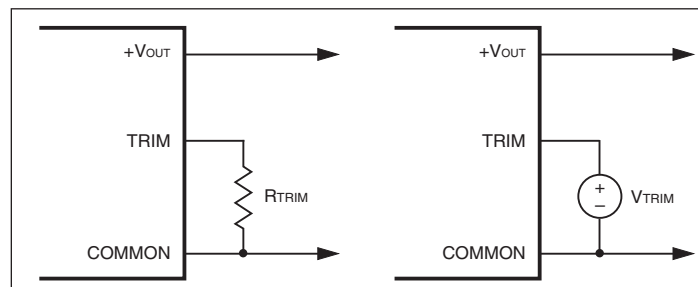 +VOUT
TRIM
RTRIM
COMMON
+VOUT
TRIM
+
–
VTRIM
COMMON